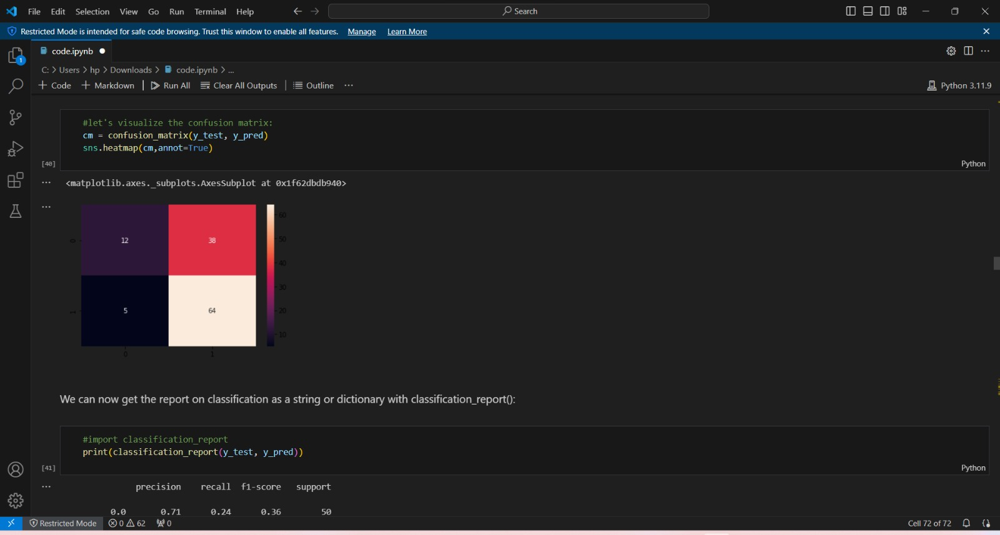 File Edit Selection View Go Run Terminal Help Search
Restricted Mode is intended for safe code browsing. Trust this window to enable all features. Manage Learn More
1
code.ipynb
C: > Users > hp > Downloads > code.ipynb > ...
+ Code + Markdown Run All Clear All Outputs Outline ... Python 3.11.9
#let's visualize the confusion matrix:
cm = confusion_matrix(y_test, y_pred)
sns.heatmap(cm,annot=True)
[40] Python
<matplotlib.axes._subplots.AxesSubplot at 0x1f62dbdb940>
60
0 12 38
50
40
30
1 5 64 20
10
0 1
We can now get the report on classification as a string or dictionary with classification_report():
#import classification_report
print(classification_report(y_test, y_pred))
[41] Python
precision recall f1-score support
0.0 0.71 0.24 0.36 50
Restricted Mode 0 62 0 Cell 72 of 72